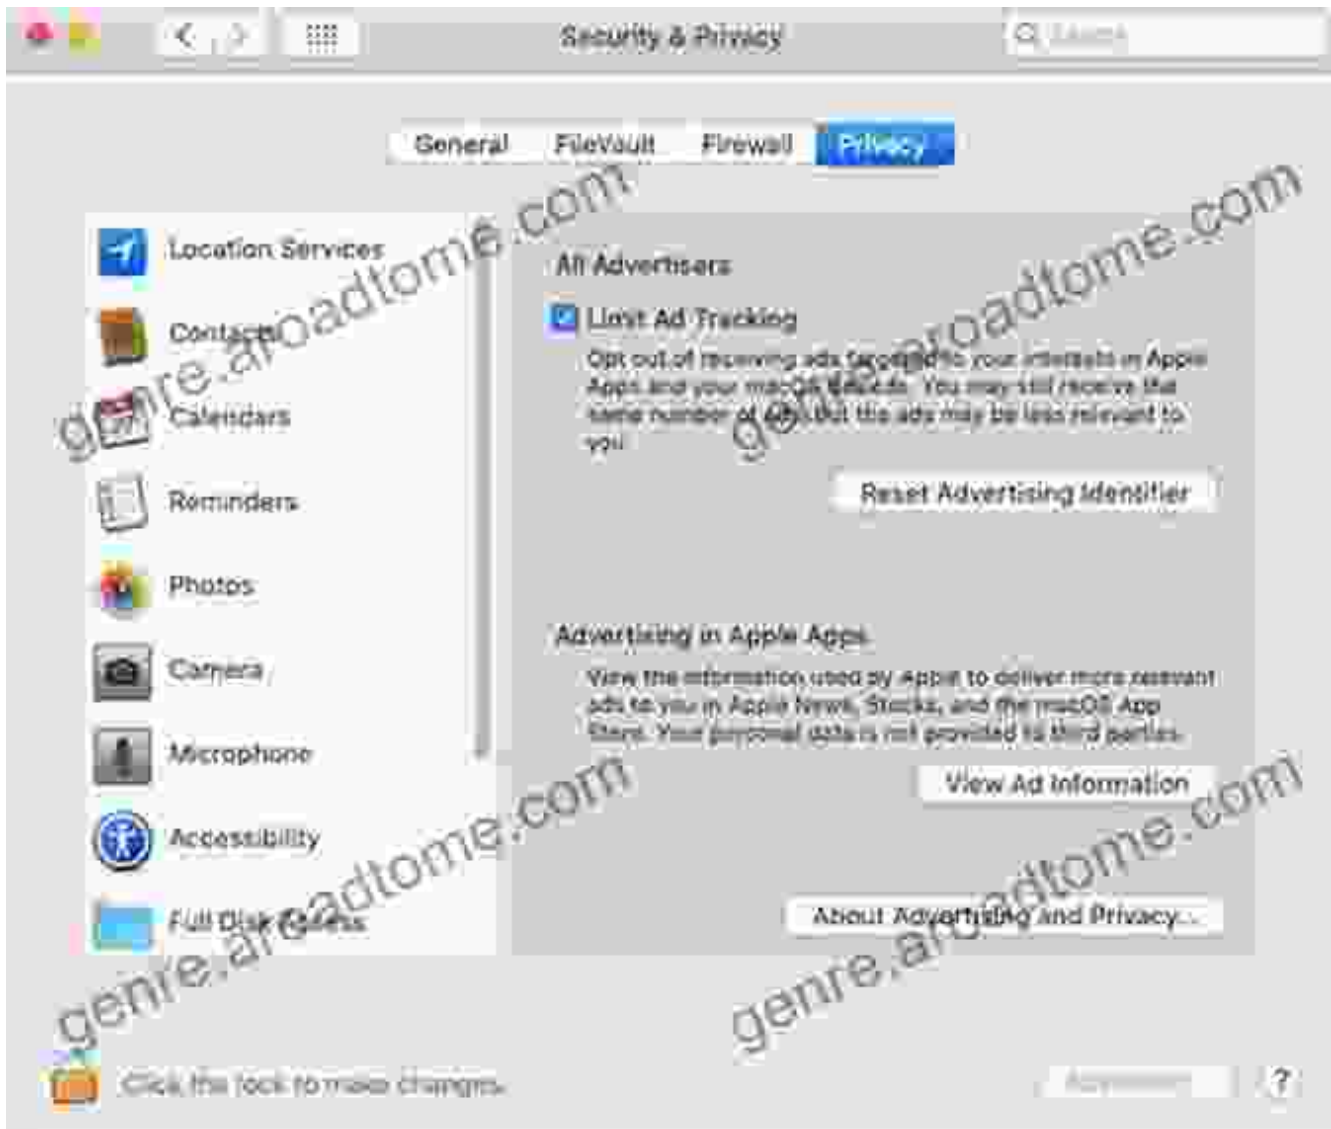 Security & Privacy
Search
General
FileVault
Firewall
Privacy
Location Services
Contacts
Calendars
Reminders
Photos
Camera
Microphone
Accessibility
Full Disk Access
All Advertisers
Limit Ad Tracking
Opt out of receiving ads targeted to your interests in Apple
Apps and your macOS devices. You may still receive the
same number of ads, but the ads may be less relevant to
you.
Reset Advertising Identifier
Advertising in Apple Apps
View the information used by Apple to deliver more relevant
ads to you in Apple News, Stocks, and the macOS App
Store. Your personal data is not provided to third parties.
View Ad Information
About Advertising and Privacy...
Click the lock to make changes.
?
genre.aroadtome.com
genre.aroadtome.com
genre.aroadtome.com
genre.aroadtome.com